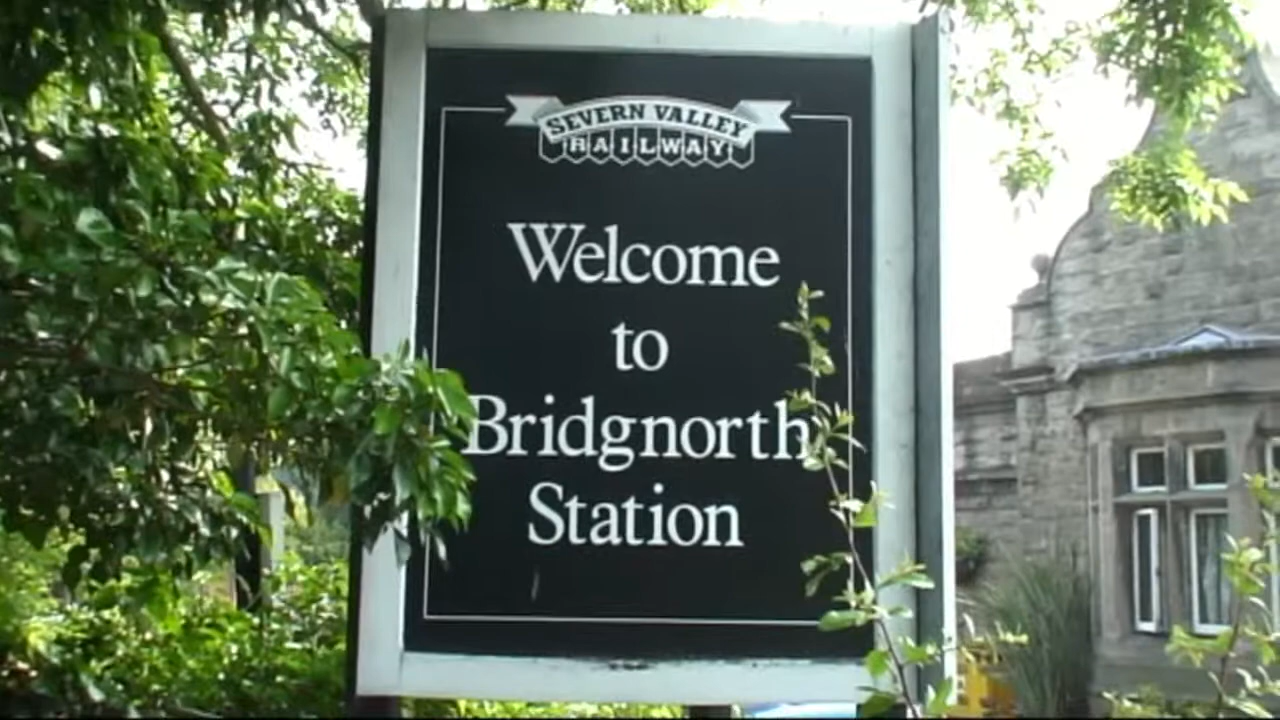 SEVERN VALLEY
RAILWAY
Welcome
to
Bridgnorth
Station